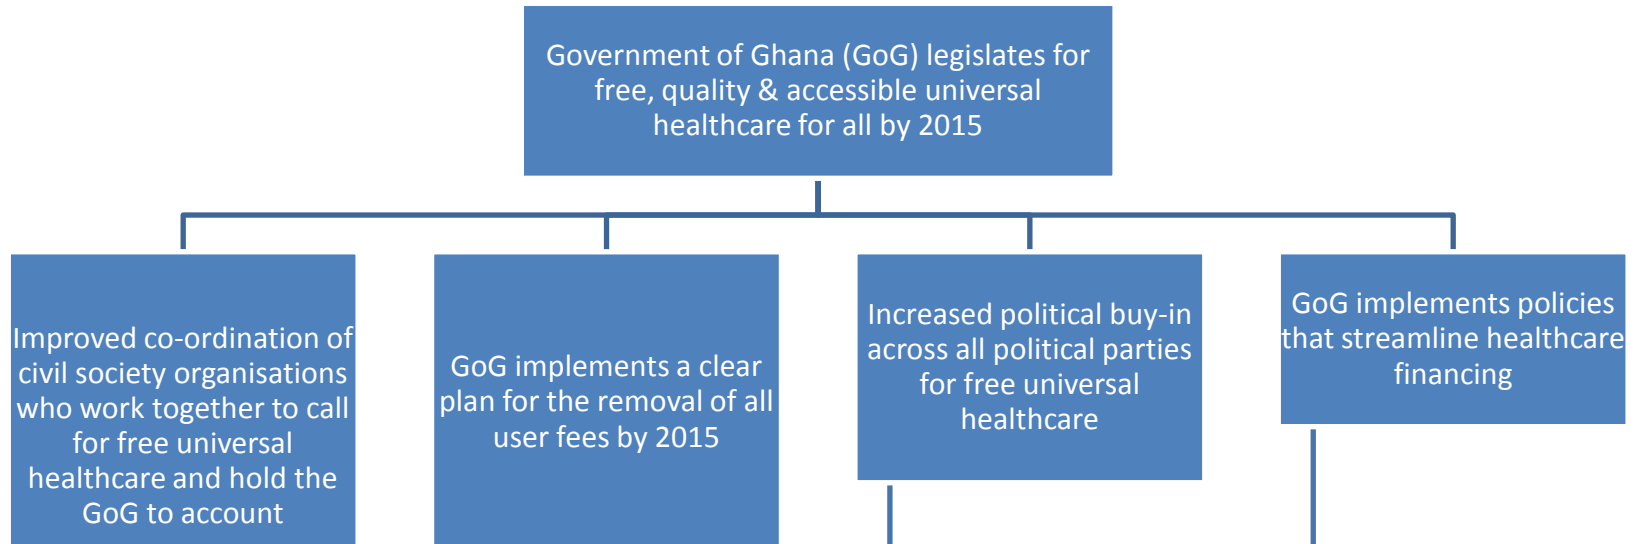 Government of Ghana (GoG) legislates for
free, quality & accessible universal
healthcare for all by 2015
Improved co-ordination of
civil society organisations
who work together to call
for free universal
healthcare and hold the
GoG to account
GoG implements a clear
plan for the removal of all
user fees by 2015
Increased political buy-in
across all political parties
for free universal
healthcare
GoG implements policies
that streamline healthcare
financing